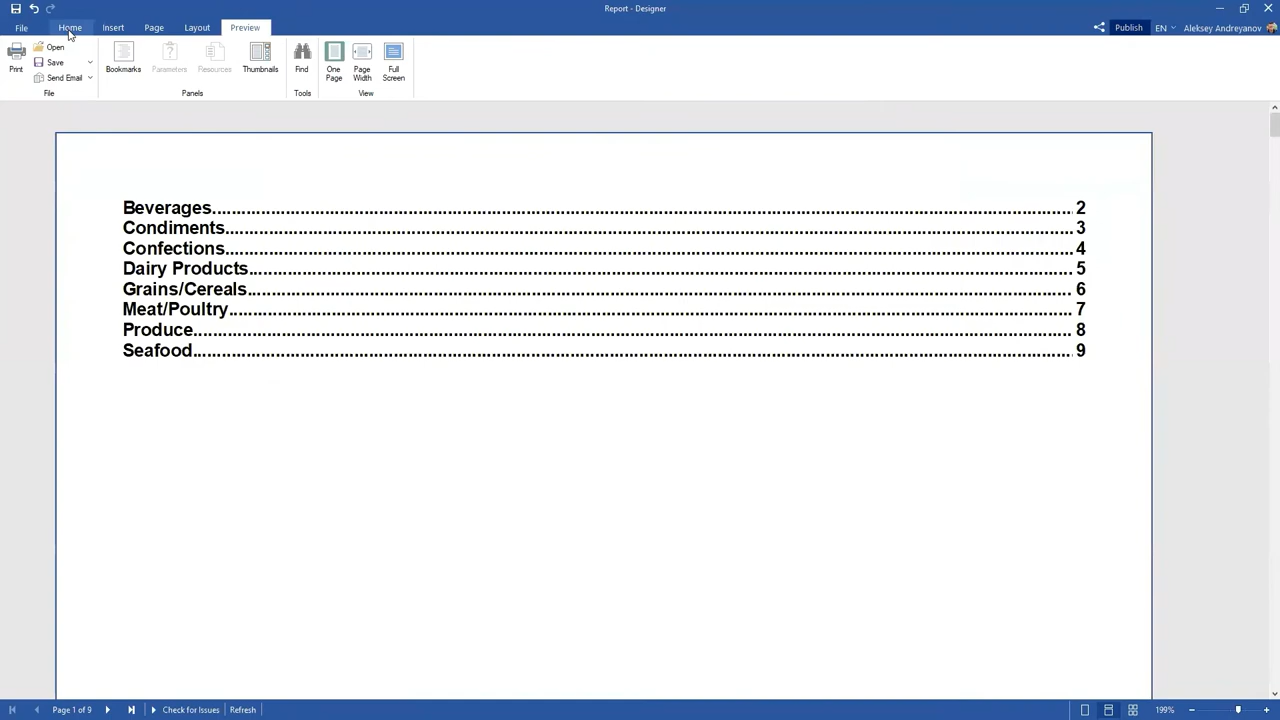 Report - Designer
File Home Insert Page Layout Preview Publish EN Aleksey Andreyanov
Print Open Save Send Email Bookmarks Parameters Resources Thumbnails Find One Page Page Width Full Screen
File Panels Tools View
Beverages 2
Condiments 3
Confections 4
Dairy Products 5
Grains/Cereals 6
Meat/Poultry 7
Produce 8
Seafood 9
Page 1 of 9 Check for Issues Refresh 199%